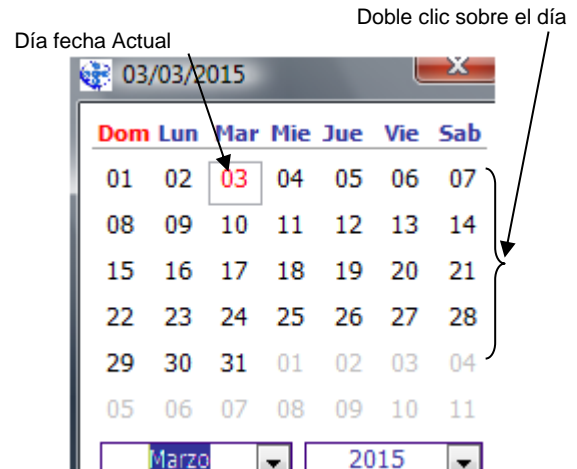 Doble clic sobre el día
Día fecha Actual
03/03/2015
Dom Lun Mar Mie Jue Vie Sab
01 02 03 04 05 06 07
08 09 10 11 12 13 14
15 16 17 18 19 20 21
22 23 24 25 26 27 28
29 30 31 01 02 03 04
05 06 07 08 09 10 11
Marzo 2015